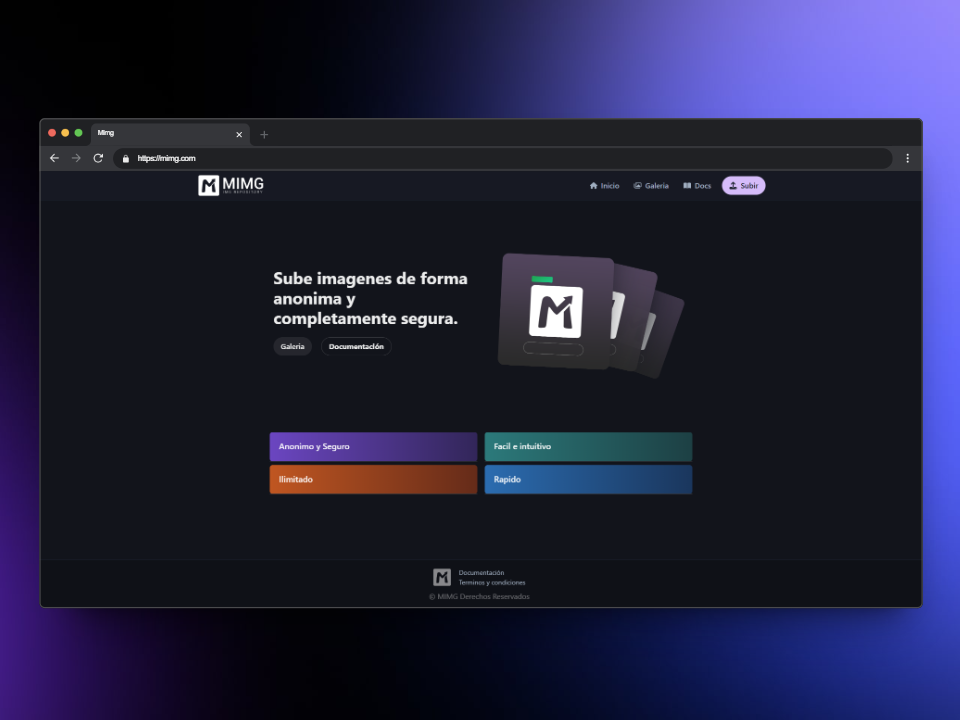 Mimg
https://mimg.com
MIMG
IMG REPOSITORY
Inicio
Galeria
Docs
Subir
Sube imagenes de forma
anonima y
completamente segura.
Galeria
Documentación
Anonimo y Seguro
Facil e intuitivo
Ilimitado
Rapido
Documentación
Terminos y condiciones
© MIMG Derechos Reservados